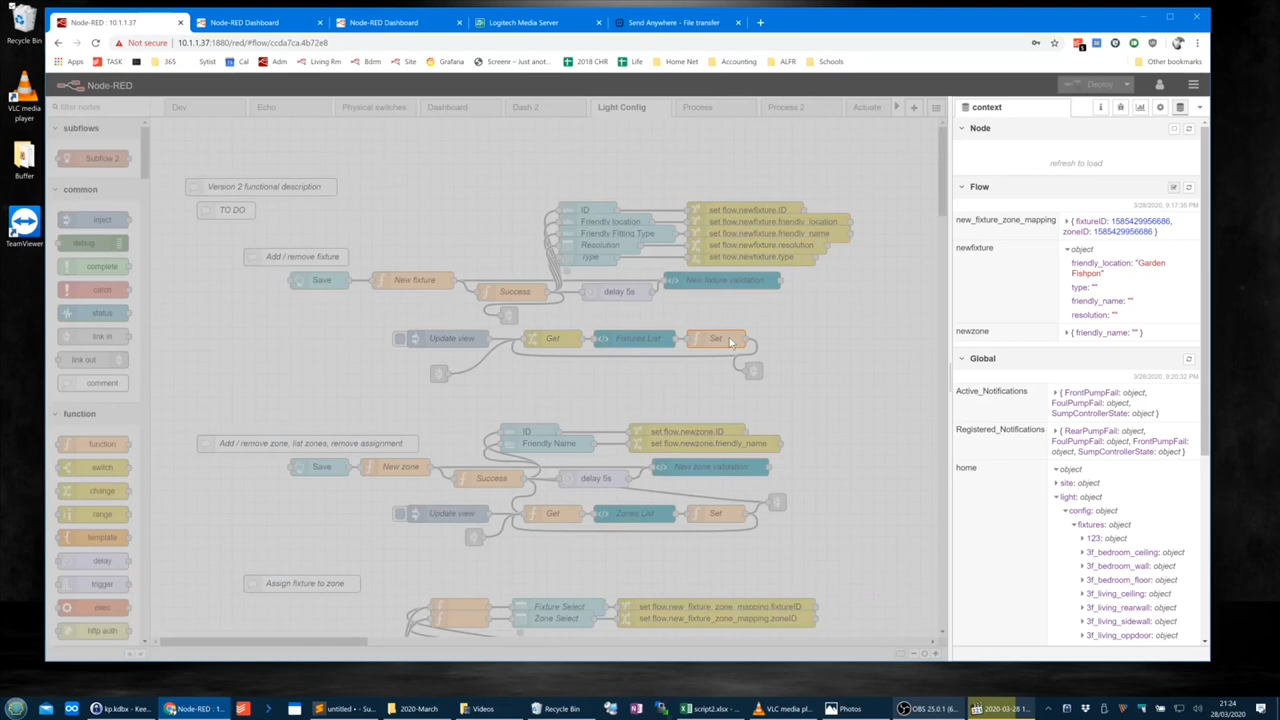 Recycle Bin
VLC media player
Buffer
TeamViewer
Node-RED : 10.1.1.37
Node-RED Dashboard
Node-RED Dashboard
Logitech Media Server
Send Anywhere - File transfer
Not secure
10.1.1.37:1880/red/#flow/ccda7ca.4b72e8
Apps
TASK
365
Sytist
Cal
Adm
Living Rm
Bdrm
Site
Grafana
Screenr – Just anot...
2018 CHR
Life
Home Net
Accounting
ALFR
Schools
Other bookmarks
Node-RED
Deploy
filter nodes
Dev
Echo
Physical switches
Dashboard
Dash 2
Light Config
Process
Process 2
Actuate
subflows
Subflow 2
common
inject
debug
complete
catch
status
link in
link out
comment
function
function
switch
change
range
template
delay
trigger
exec
http auth
Version 2 functional description
TO DO
Add / remove fixture
Save
New fixture
Success
ID
Friendly location
Friendly Fitting Type
Resolution
Type
set flow.newfixture.ID
set flow.newfixture.friendly_location
set flow.newfixture.friendly_name
set flow.newfixture.resolution
set flow.newfixture.type
delay 5s
New fixture validation
Update view
Get
Fixtures List
Set
Add / remove zone, list zones, remove assignment
ID
Friendly Name
set flow.newzone.ID
set flow.newzone.friendly_name
Save
New zone
Success
delay 5s
New zone validation
Update view
Get
Zones List
Set
Assign fixture to zone
Fixture Select
Zone Select
set flow.new_fixture_zone_mapping.fixtureID
set flow.new_fixture_zone_mapping.zoneID
context
Node
refresh to load
Flow
3/28/2020, 9:17:35 PM
new_fixture_zone_mapping
{ fixtureID: 1585429956686,
zoneID: 1585429956686 }
newfixture
object
friendly_location: "Garden
Fishpon"
type: ""
friendly_name: ""
resolution: ""
newzone
{ friendly_name: "" }
Global
3/28/2020, 9:20:32 PM
Active_Notifications
{ FrontPumpFail: object,
FoulPumpFail: object,
SumpControllerState: object }
Registered_Notifications
{ RearPumpFail: object,
FoulPumpFail: object, FrontPumpFail:
object, SumpControllerState: object }
home
object
site: object
light: object
config: object
fixtures: object
123: object
3f_bedroom_ceiling: object
3f_bedroom_wall: object
3f_bedroom_floor: object
3f_living_ceiling: object
3f_living_rearwall: object
3f_living_sidewall: object
3f_living_oppdoor: object
kp.kdbx - Kee...
Node-RED : 1...
untitled • - Su...
2020-March
Videos
Recycle Bin
script2.xlsx - ...
VLC media pl...
Photos
OBS 25.0.1 (6...
2020-03-28 1...
21:24
28/03/2020